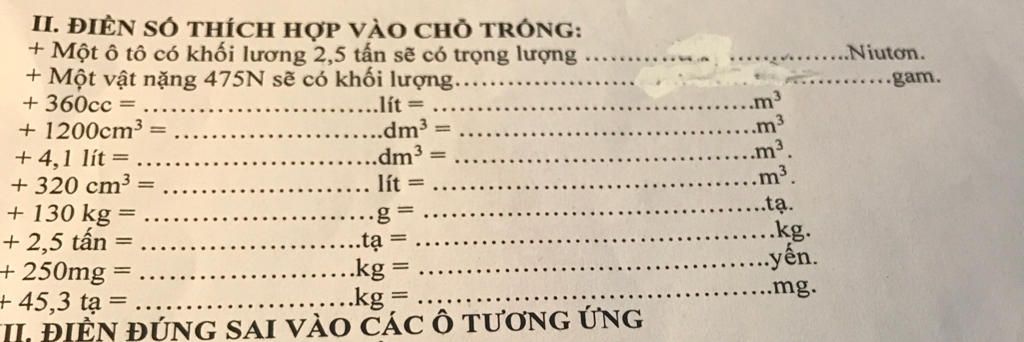 II. ĐIỀN SỐ THÍCH HỢP VÀO CHỖ TRỐNG:
+ Một ô tô có khối lương 2,5 tấn sẽ có trọng lượng ........................................Niutơn.
+ Một vật nặng 475N sẽ có khối lượng........................................gam.
+ 360cc = ..............................lít = ........................................m³
+ 1200cm³ = ..............................dm³ = ........................................m³
+ 4,1 lít = ..............................dm³ = ........................................m³.
+ 320 cm³ = .............................. lít = ........................................m³.
+ 130 kg = ..............................g = ........................................tạ.
+ 2,5 tấn = ..............................tạ = ........................................kg.
+ 250mg = ..............................kg = ........................................yến.
+ 45,3 tạ = ..............................kg = ........................................mg.
II. ĐIỀN ĐÚNG SAI VÀO CÁC Ô TƯƠNG ỨNG